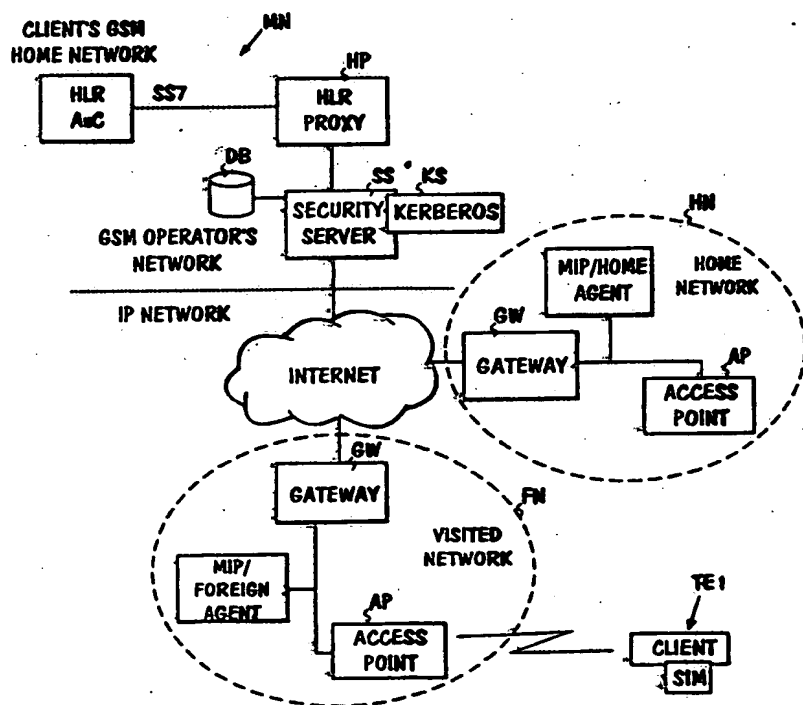 CLIENT'S GSM
HOME NETWORK
MN
HLR
AuC
SS7
HP
HLR
PROXY
DB
SS
KS
SECURITY
SERVER
KERBEROS
GSM OPERATOR'S
NETWORK
IP NETWORK
HN
MIP/HOME
AGENT
HOME
NETWORK
GW
GATEWAY
AP
ACCESS
POINT
INTERNET
GW
GATEWAY
FN
VISITED
NETWORK
MIP/
FOREIGN
AGENT
AP
ACCESS
POINT
TE1
CLIENT
SIM